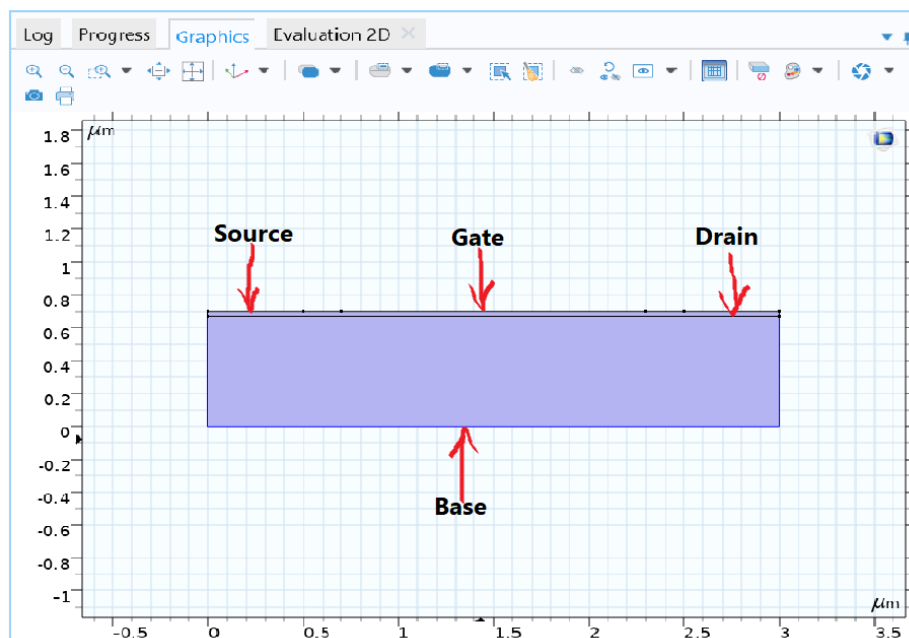 Log Progress Graphics Evaluation 2D
μm
1.8
1.6
1.4
1.2
1
0.8
0.6
0.4
0.2
0
-0.2
-0.4
-0.6
-0.8
-1
Source Gate Drain
Base
μm
-0.5 0 0.5 1 1.5 2 2.5 3 3.5